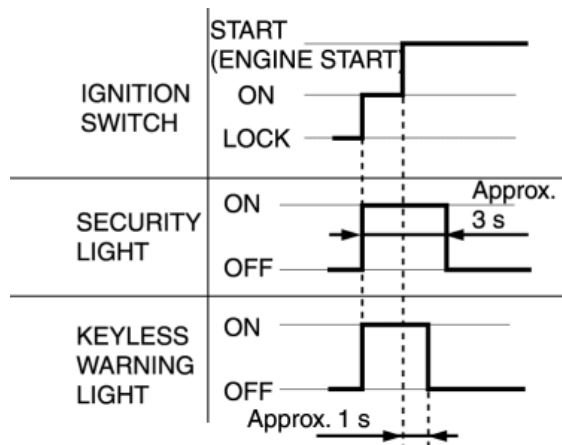 START
(ENGINE START)
IGNITION
SWITCH
ON
LOCK
SECURITY
LIGHT
ON
OFF
Approx.
3 s
KEYLESS
WARNING
LIGHT
ON
OFF
Approx. 1 s